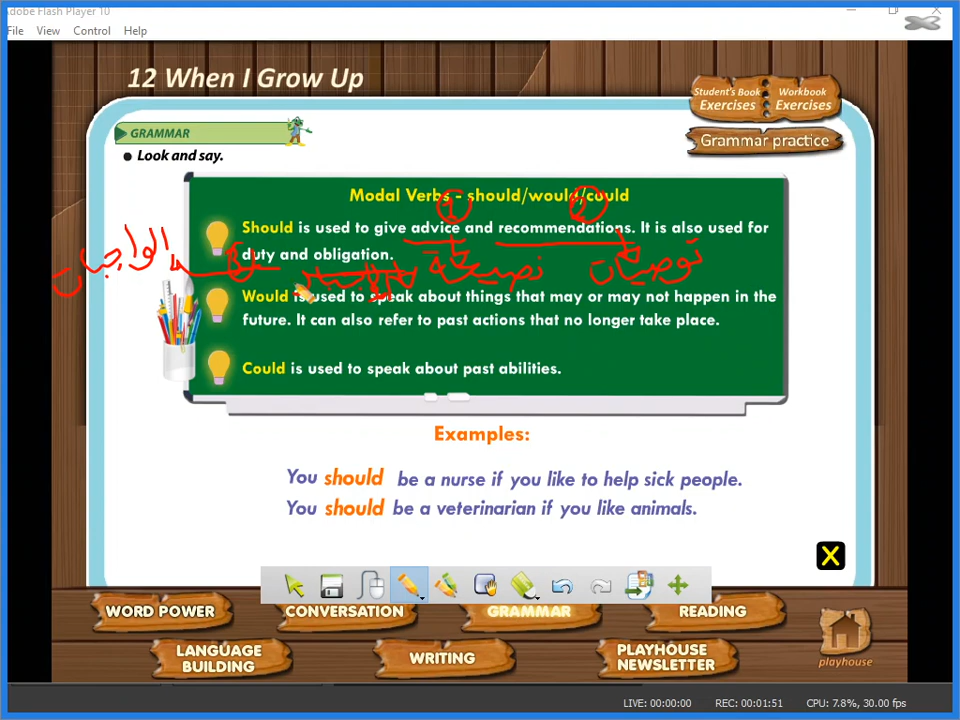 Adobe Flash Player 10
File View Control Help
12 When I Grow Up
Student's Book Exercises
Workbook Exercises
Grammar practice
GRAMMAR
Look and say.
Modal Verbs - should/would/could
1 2
Should is used to give advice and recommendations. It is also used for
duty and obligation.
الواجبات
نصيحة
توصيات
Would is used to speak about things that may or may not happen in the
future. It can also refer to past actions that no longer take place.
Could is used to speak about past abilities.
Examples:
You should be a nurse if you like to help sick people.
You should be a veterinarian if you like animals.
X
WORD POWER CONVERSATION GRAMMAR READING
LANGUAGE BUILDING
WRITING
PLAYHOUSE NEWSLETTER
playhouse
LIVE: 00:00:00 REC: 00:01:51 CPU: 7.8%, 30.00 fps